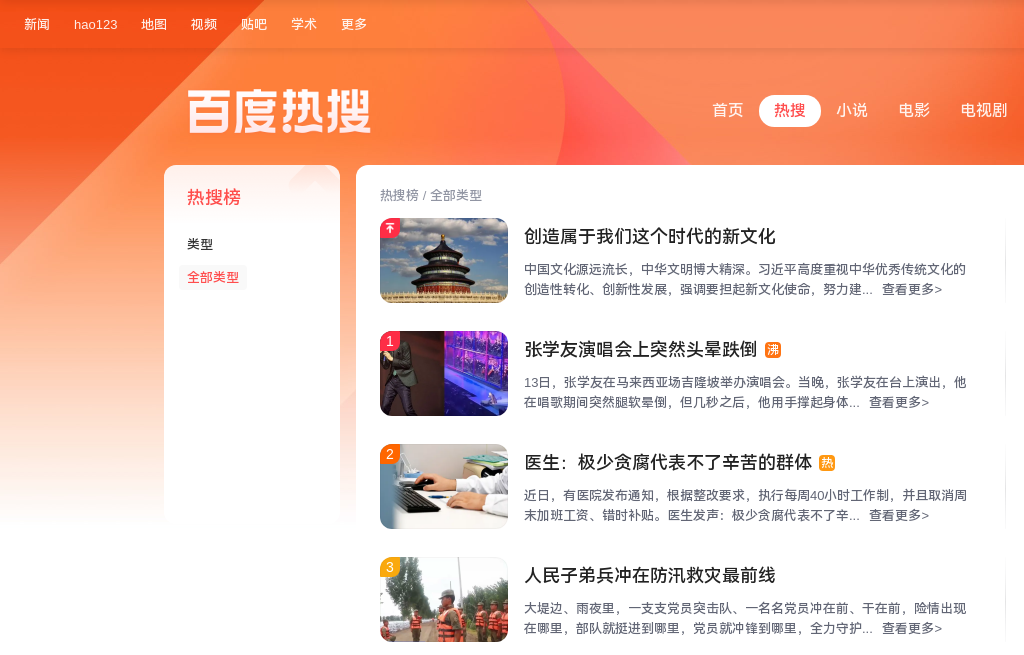 新闻 hao123 地图 视频 贴吧 学术 更多
百度热搜
首页 热搜 小说 电影 电视剧
热搜榜
类型
全部类型
热搜榜 / 全部类型
创造属于我们这个时代的新文化
中国文化源远流长，中华文明博大精深。习近平高度重视中华优秀传统文化的
创造性转化、创新性发展，强调要担起新文化使命，努力建... 查看更多>
1
张学友演唱会上突然头晕跌倒 沸
13日，张学友在马来西亚场吉隆坡举办演唱会。当晚，张学友在台上演出，他
在唱歌期间突然腿软晕倒，但几秒之后，他用手撑起身体... 查看更多>
2
医生：极少贪腐代表不了辛苦的群体 热
近日，有医院发布通知，根据整改要求，执行每周40小时工作制，并且取消周
末加班工资、错时补贴。医生发声：极少贪腐代表不了辛... 查看更多>
3
人民子弟兵冲在防汛救灾最前线
大堤边、雨夜里，一支支党员突击队、一名名党员冲在前、干在前，险情出现
在哪里，部队就挺进到哪里，党员就冲锋到哪里，全力守护... 查看更多>